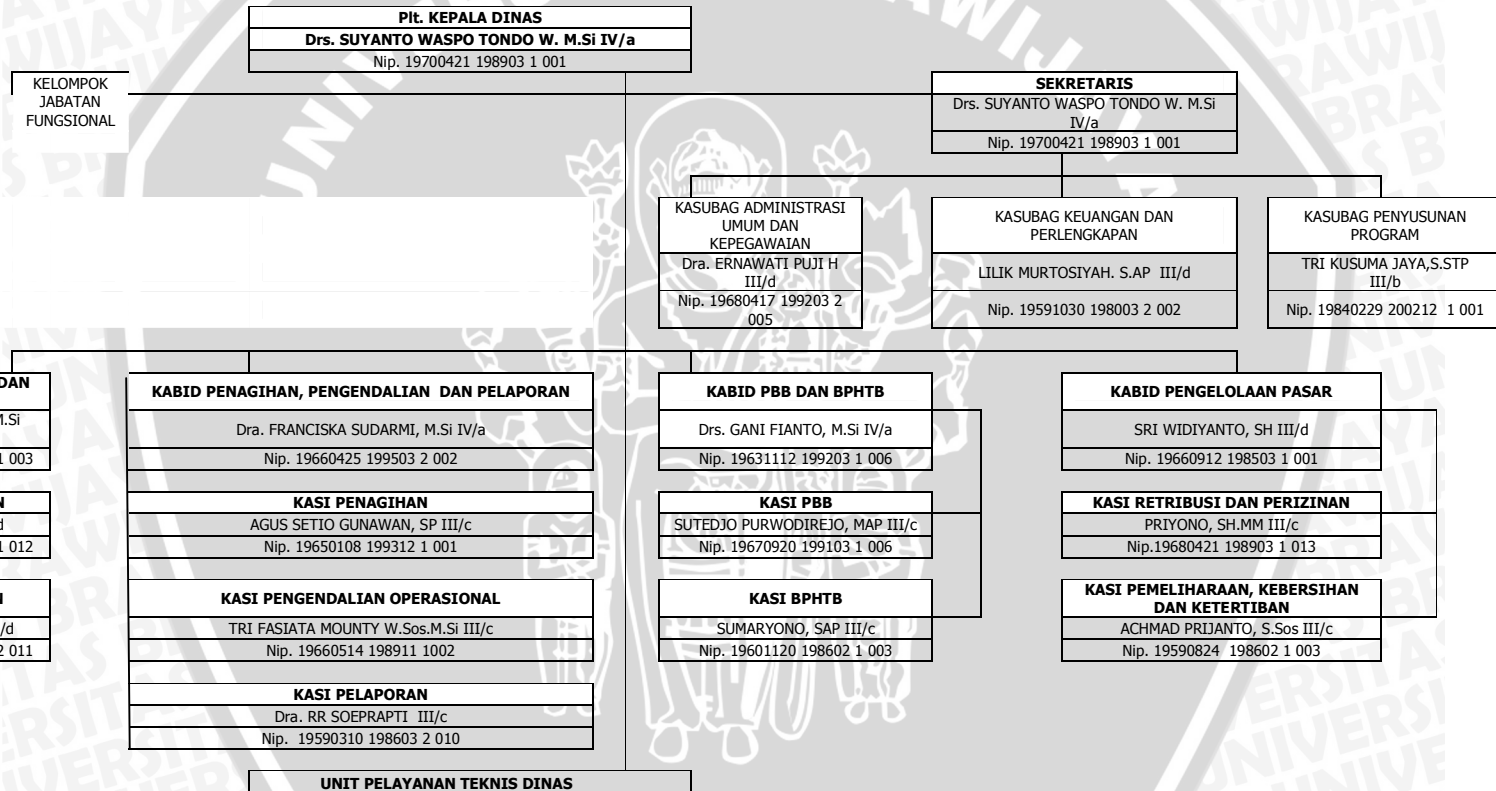 Plt. KEPALA DINAS
Drs. SUYANTO WASPO TONDO W. M.Si IV/a
Nip. 19700421 198903 1 001
KELOMPOK
JABATAN
FUNGSIONAL
SEKRETARIS
Drs. SUYANTO WASPO TONDO W. M.Si
IV/a
Nip. 19700421 198903 1 001
KASUBAG ADMINISTRASI
UMUM DAN
KEPEGAWAIAN
Dra. ERNAWATI PUJI H
III/d
Nip. 19680417 199203 2
005
KASUBAG KEUANGAN DAN
PERLENGKAPAN
LILIK MURTOSIYAH. S.AP III/d
Nip. 19591030 198003 2 002
KASUBAG PENYUSUNAN
PROGRAM
TRI KUSUMA JAYA,S.STP
III/b
Nip. 19840229 200212 1 001
DAN
M.Si
1 003
N
d
1 012
N
/d
2 011
KABID PENAGIHAN, PENGENDALIAN DAN PELAPORAN
Dra. FRANCISKA SUDARMI, M.Si IV/a
Nip. 19660425 199503 2 002
KASI PENAGIHAN
AGUS SETIO GUNAWAN, SP III/c
Nip. 19650108 199312 1 001
KASI PENGENDALIAN OPERASIONAL
TRI FASIATA MOUNTY W.Sos.M.Si III/c
Nip. 19660514 198911 1002
KASI PELAPORAN
Dra. RR SOEPRAPTI III/c
Nip. 19590310 198603 2 010
KABID PBB DAN BPHTB
Drs. GANI FIANTO, M.Si IV/a
Nip. 19631112 199203 1 006
KASI PBB
SUTEDJO PURWODIREJO, MAP III/c
Nip. 19670920 199103 1 006
KASI BPHTB
SUMARYONO, SAP III/c
Nip. 19601120 198602 1 003
KABID PENGELOLAAN PASAR
SRI WIDIYANTO, SH III/d
Nip. 19660912 198503 1 001
KASI RETRIBUSI DAN PERIZINAN
PRIYONO, SH.MM III/c
Nip.19680421 198903 1 013
KASI PEMELIHARAAN, KEBERSIHAN
DAN KETERTIBAN
ACHMAD PRIJANTO, S.Sos III/c
Nip. 19590824 198602 1 003
UNIT PELAYANAN TEKNIS DINAS